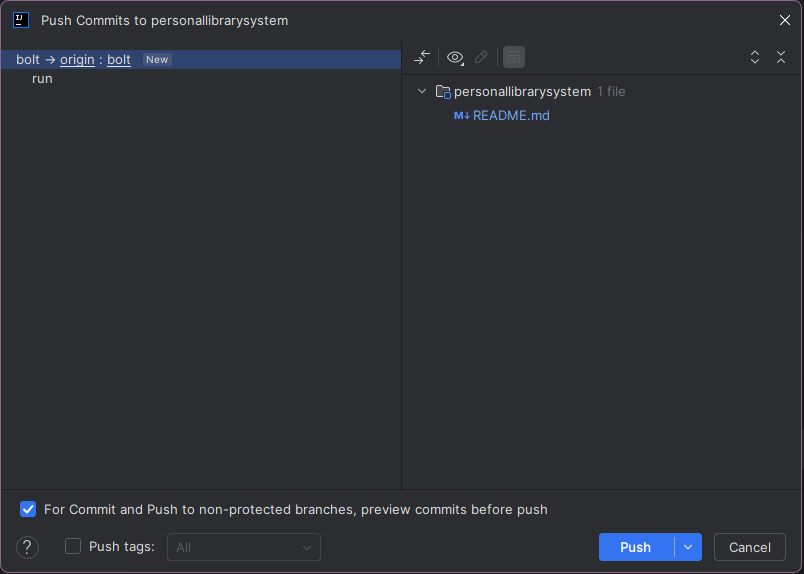 Push Commits to personallibrarysystem
bolt → origin : bolt New
run
personallibrarysystem 1 file
M↓ README.md
For Commit and Push to non-protected branches, preview commits before push
? Push tags: All Push Cancel